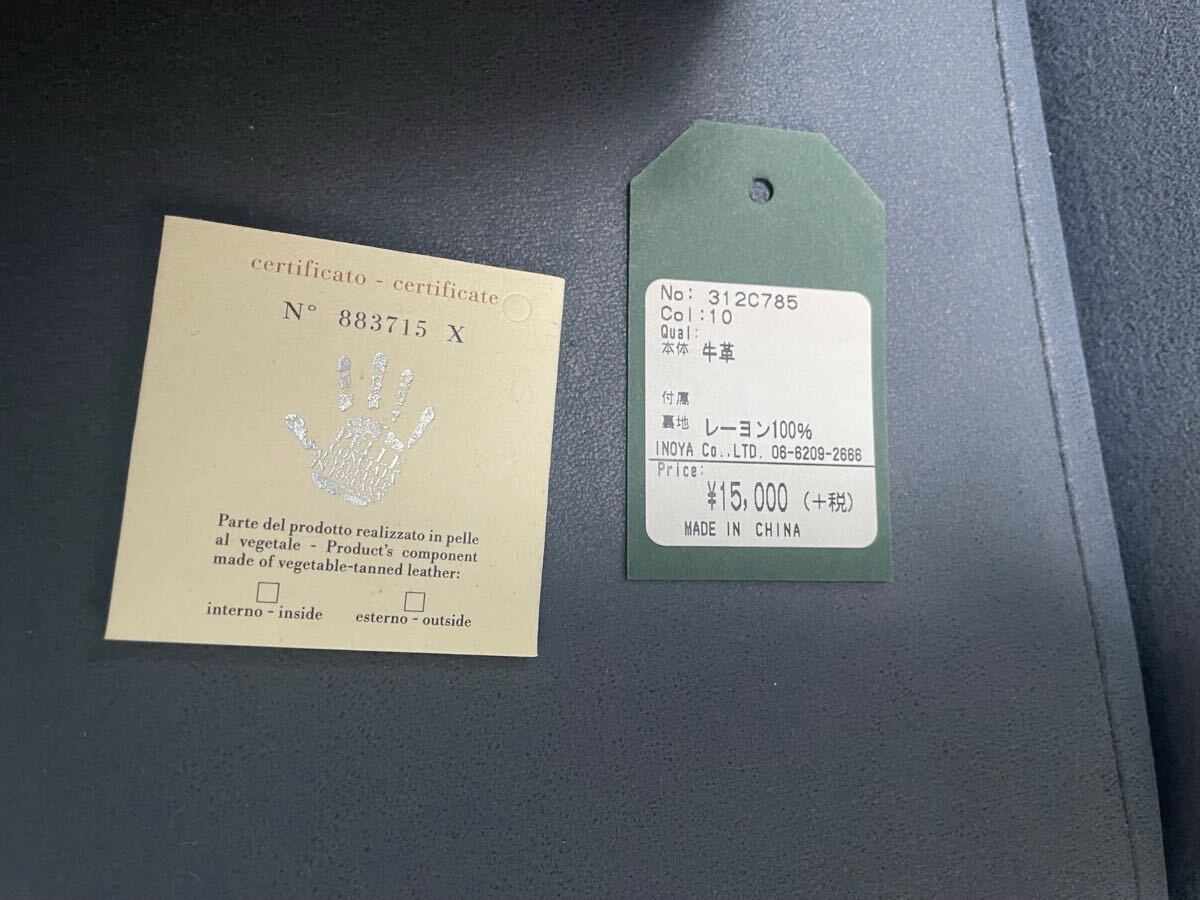 certificato - certificate
N° 883715 X
Parte del prodotto realizzato in pelle
al vegetale - Product's component
made of vegetable-tanned leather:
interno - inside
esterno - outside
No: 312C785
Col:10
Qual:
本体 牛革
付属
裏地 レーヨン100%
INOYA Co.,LTD. 06-6209-2666
Price:
¥15,000 (+税)
MADE IN CHINA